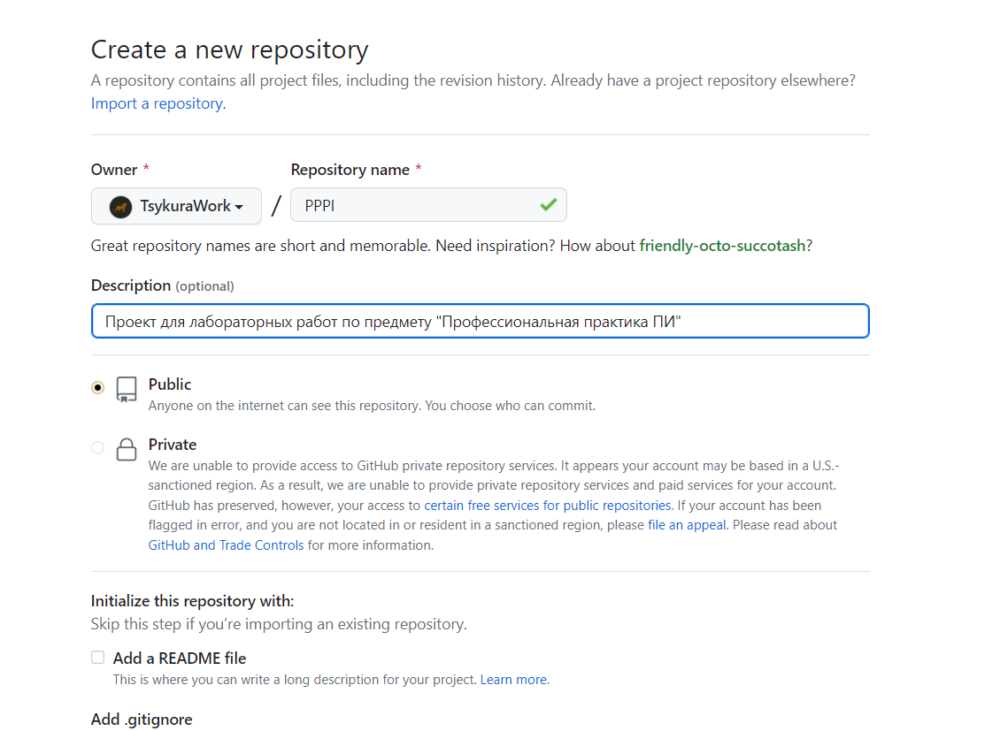 Create a new repository
A repository contains all project files, including the revision history. Already have a project repository elsewhere?
Import a repository.
Owner * Repository name *
TsykuraWork / PPPI
Great repository names are short and memorable. Need inspiration? How about friendly-octo-succotash?
Description (optional)
Проект для лабораторных работ по предмету "Профессиональная практика ПИ"
Public
Anyone on the internet can see this repository. You choose who can commit.
Private
We are unable to provide access to GitHub private repository services. It appears your account may be based in a U.S.-
sanctioned region. As a result, we are unable to provide private repository services and paid services for your account.
GitHub has preserved, however, your access to certain free services for public repositories. If your account has been
flagged in error, and you are not located in or resident in a sanctioned region, please file an appeal. Please read about
GitHub and Trade Controls for more information.
Initialize this repository with:
Skip this step if you’re importing an existing repository.
Add a README file
This is where you can write a long description for your project. Learn more.
Add .gitignore